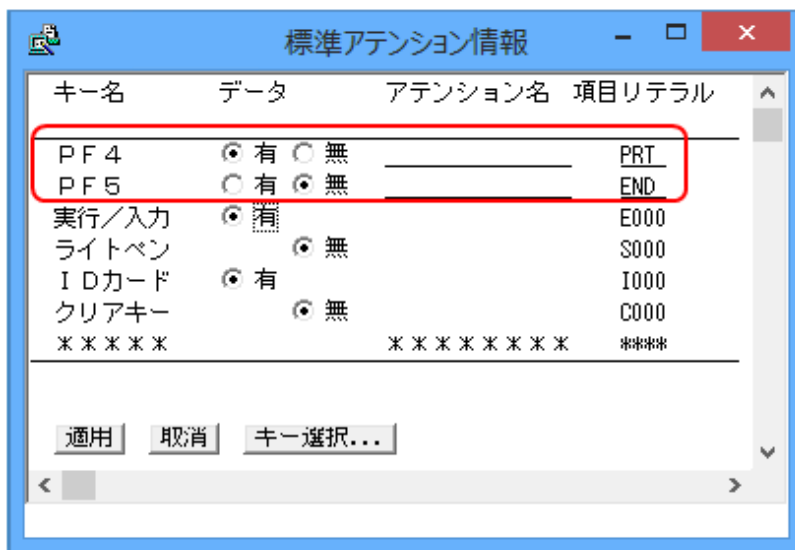 標準アテンション情報
キー名 データ アテンション名 項目リテラル
PF4 有 無 PRT
PF5 有 無 END
実行/入力 有 E000
ライトペン 無 S000
IDカード 有 I000
クリアキー 無 C000
***** ******** ****
適用 取消 キー選択...